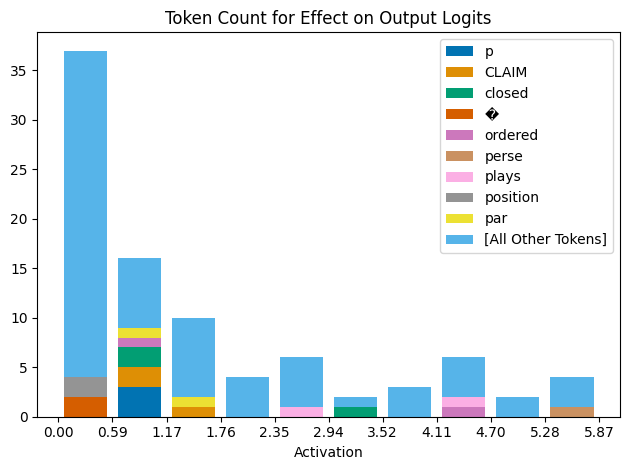 Token Count for Effect on Output Logits
p
CLAIM
closed
�
ordered
perse
plays
position
par
[All Other Tokens]
35
30
25
20
15
10
5
0
0.00 0.59 1.17 1.76 2.35 2.94 3.52 4.11 4.70 5.28 5.87
Activation